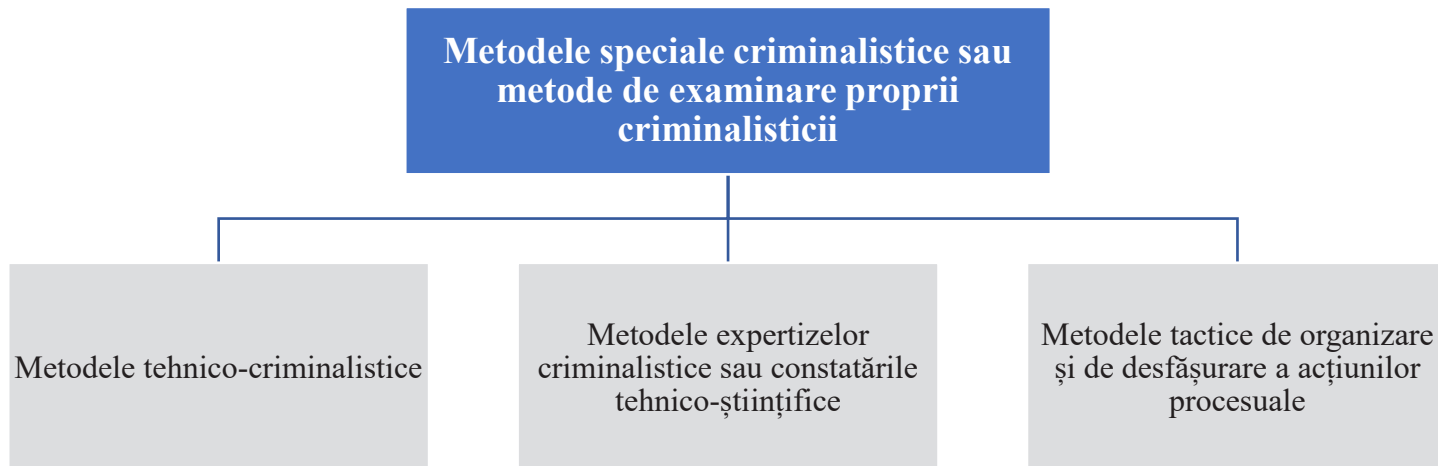 Metodele speciale criminalistice sau
metode de examinare proprii
criminalisticii
Metodele tehnico-criminalistice
Metodele expertizelor
criminalistice sau constatările
tehnico-științifice
Metodele tactice de organizare
și de desfășurare a acțiunilor
procesuale